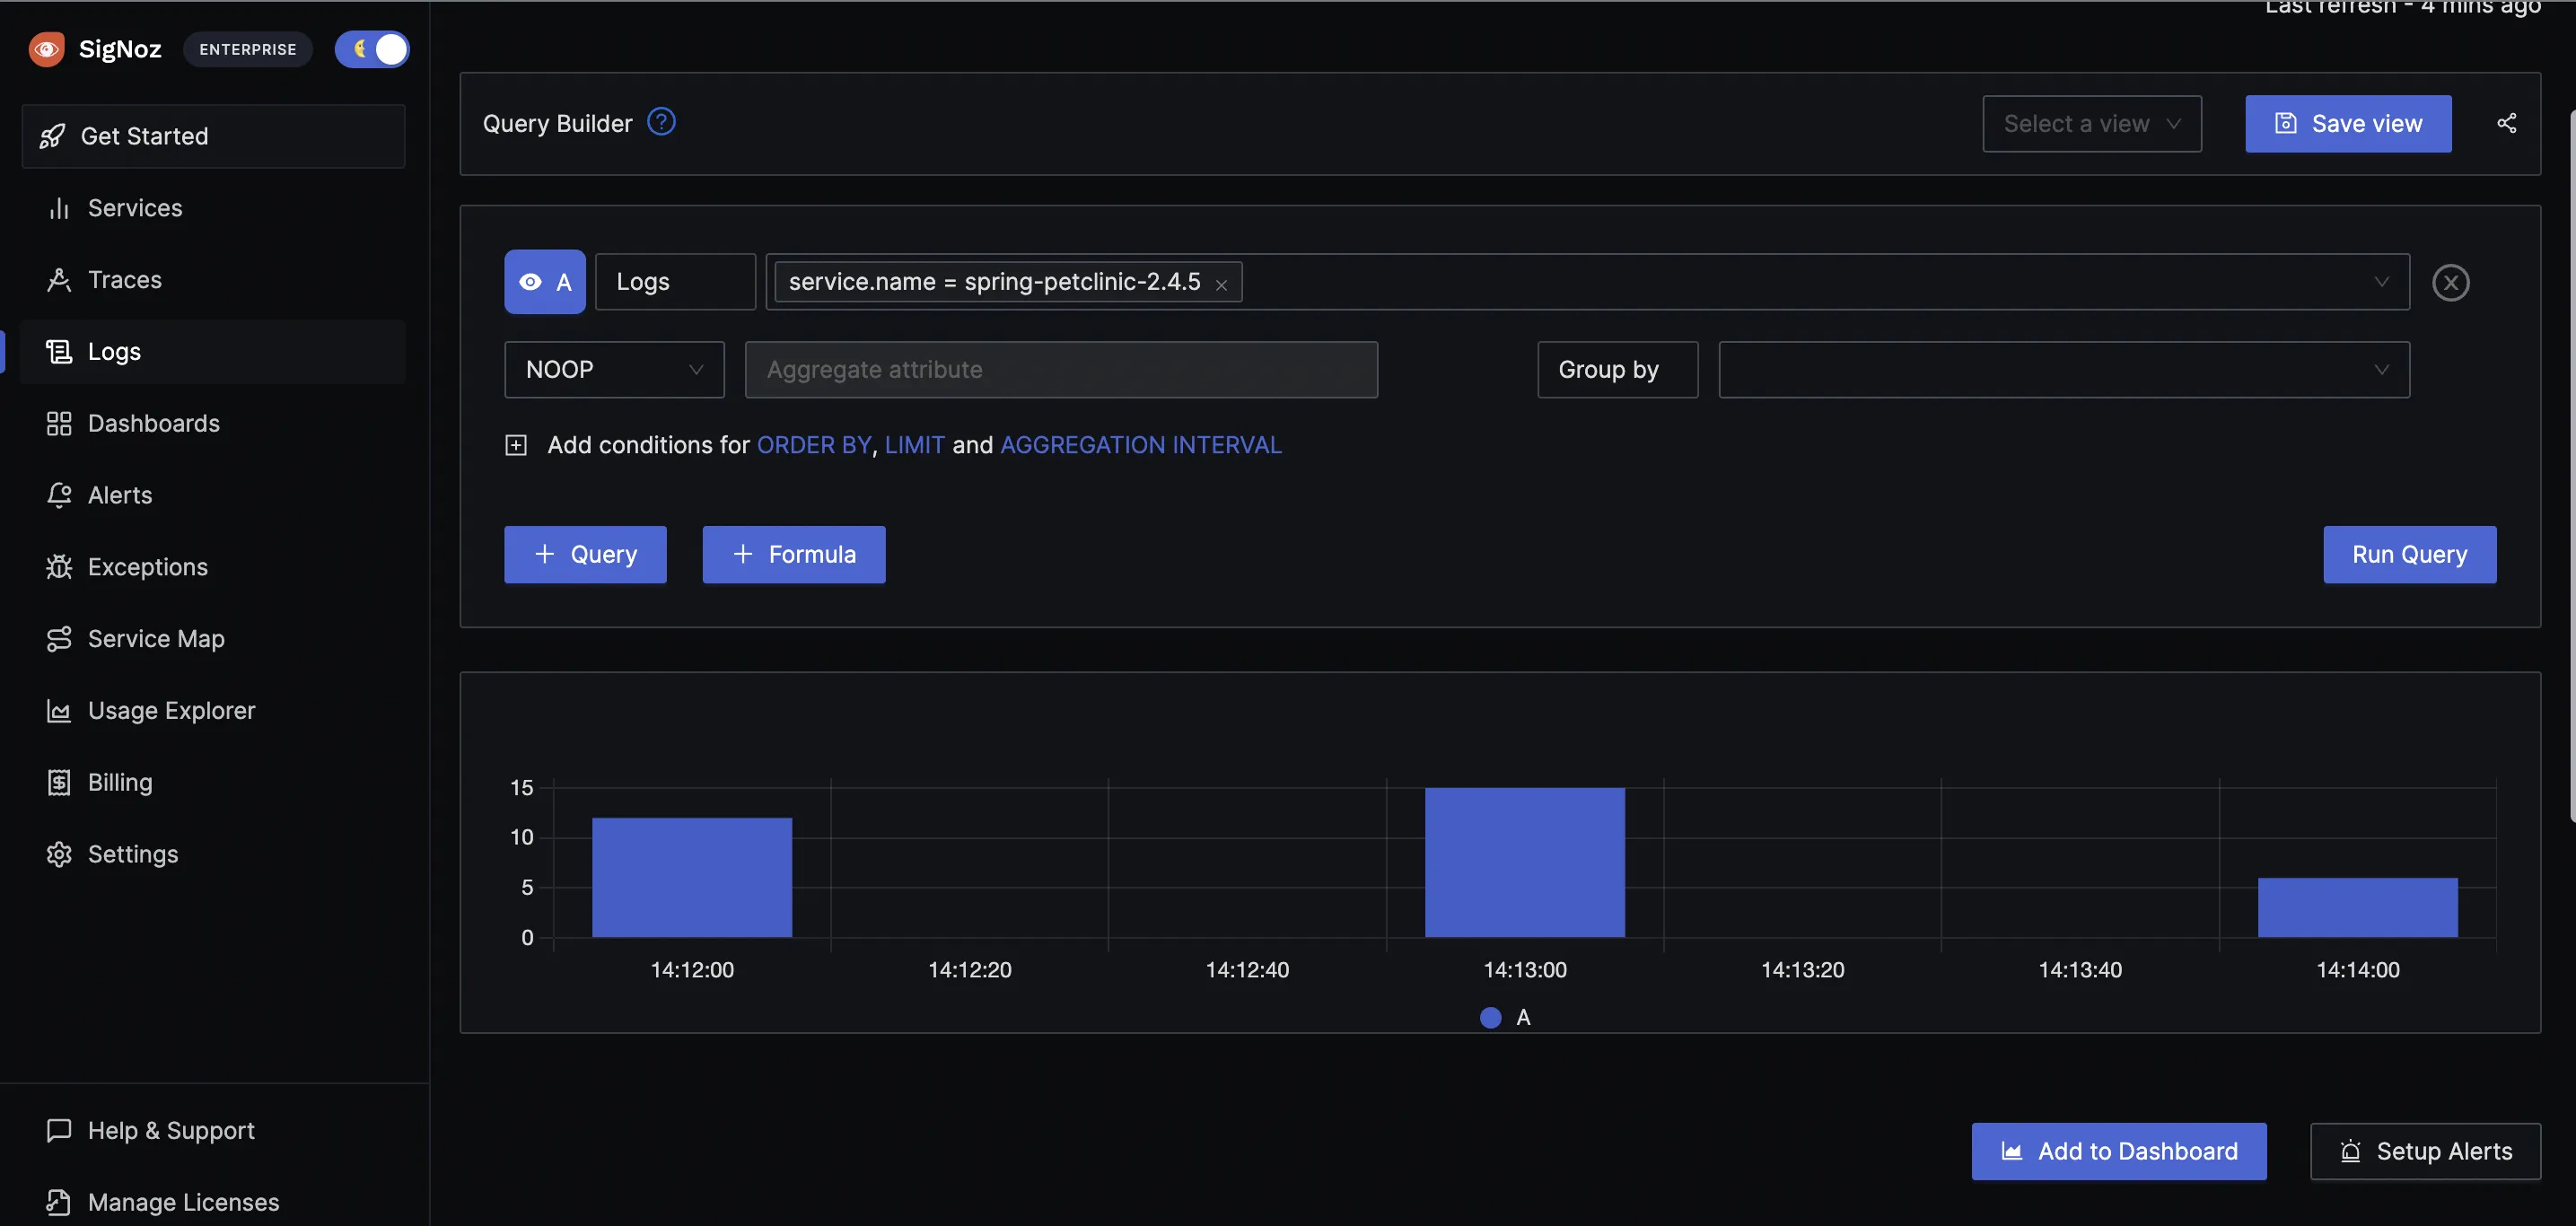 Last refresh - 4 mins ago
SigNoz ENTERPRISE
Get Started
Services
Traces
Logs
Dashboards
Alerts
Exceptions
Service Map
Usage Explorer
Billing
Settings
Help & Support
Manage Licenses
Query Builder ? Select a view Save view
A Logs service.name = spring-petclinic-2.4.5 ×
NOOP Aggregate attribute Group by
Add conditions for ORDER BY, LIMIT and AGGREGATION INTERVAL
+ Query + Formula Run Query
15
10
5
0
14:12:00 14:12:20 14:12:40 14:13:00 14:13:20 14:13:40 14:14:00
A
Add to Dashboard Setup Alerts